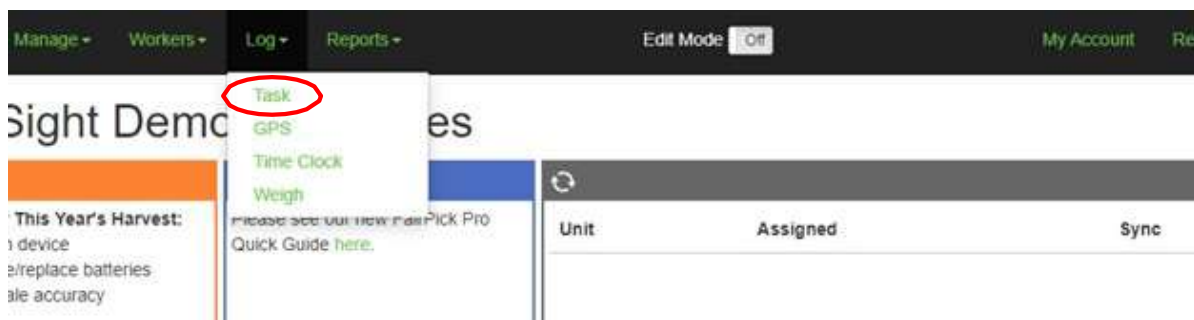 Manage Workers Log Reports Edit Mode Off My Account Re
Task
Sight Demo es
GPS
Time Clock
Weigh
This Year's Harvest:
n device
e/replace batteries
ale accuracy
Please see our new FairPick Pro
Quick Guide here.
Unit Assigned Sync